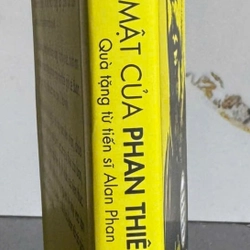 MẬT CỦA PHAN THIÊ
Quà tặng từ tiến sĩ Alan Phan